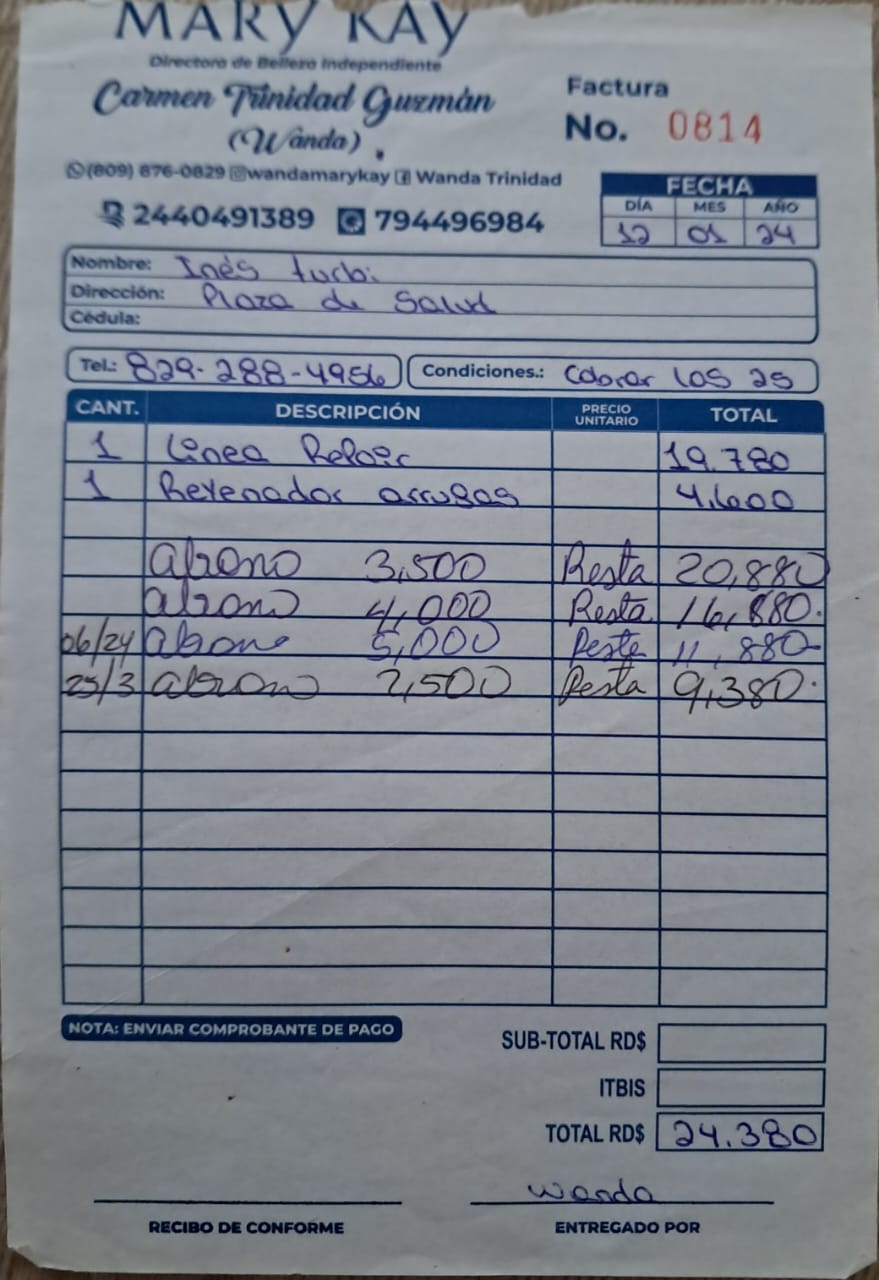 MARY KAY
Directora de Belleza Independiente
Carmen Trinidad Guzmán
(Wanda)
Factura
No. 0814
(809) 876-0829 wandamarykay Wanda Trinidad
2440491389 794496984
FECHA
DÍA MES AÑO
12 01 24
Nombre: Inés turbi
Dirección: Plaza de Salud
Cédula:
Tel.: 829-288-4956 Condiciones.: Cobrar los 25
CANT. DESCRIPCIÓN PRECIO UNITARIO TOTAL
1 Linea 19.780
1 arrugas 4,600
abono 3,500 Resta 20,880
abono 4,000 Resta 16,880.
06/24 abono 5,000 Resta 11,880
25/3 abono 2,500 Resta 9,380.
NOTA: ENVIAR COMPROBANTE DE PAGO
SUB-TOTAL RD$
ITBIS
TOTAL RD$ 24.380
Wanda
RECIBO DE CONFORME ENTREGADO POR